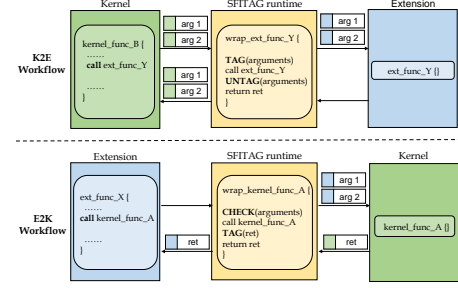 Kernel
SFITAG runtime
Extension
K2E
Workflow
kernel_func_B {
……
call ext_func_Y
……
}
arg 1
arg 2
arg 1
arg 2
wrap_ext_func_Y {
TAG(arguments)
call ext_func_Y
UNTAG(arguments)
return ret
}
arg 1
arg 2
ext_func_Y {}
Extension
SFITAG runtime
Kernel
E2K
Workflow
ext_func_X {
……
call kernel_func_A
……
}
ret
wrap_kernel_func_A {
CHECK(arguments)
call kernel_func_A
TAG(ret)
return ret
}
arg 1
arg 2
ret
kernel_func_A {}